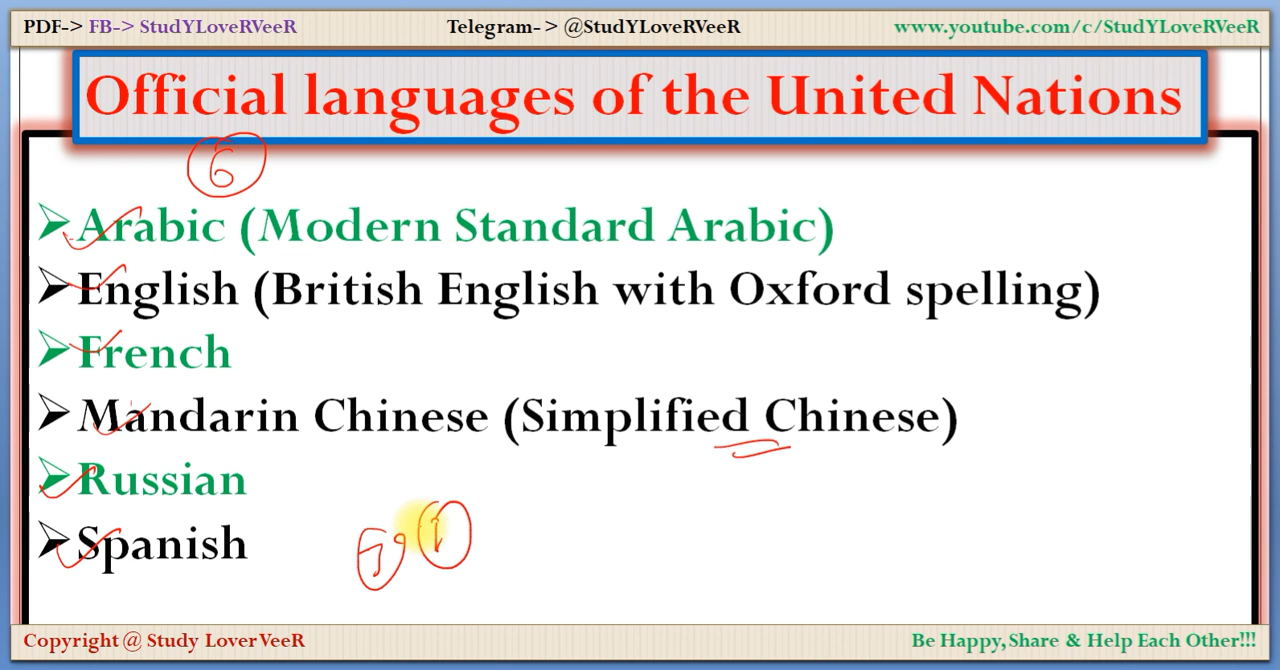 PDF-> FB-> StudYLoveRVeeR Telegram- > @StudYLoveRVeeR www.youtube.com/c/StudYLoveRVeeR
Official languages of the United Nations
6
➢Arabic (Modern Standard Arabic)
➢English (British English with Oxford spelling)
➢French
➢Mandarin Chinese (Simplified Chinese)
➢Russian
➢Spanish
Copyright @ Study LoverVeeR Be Happy,Share & Help Each Other!!!